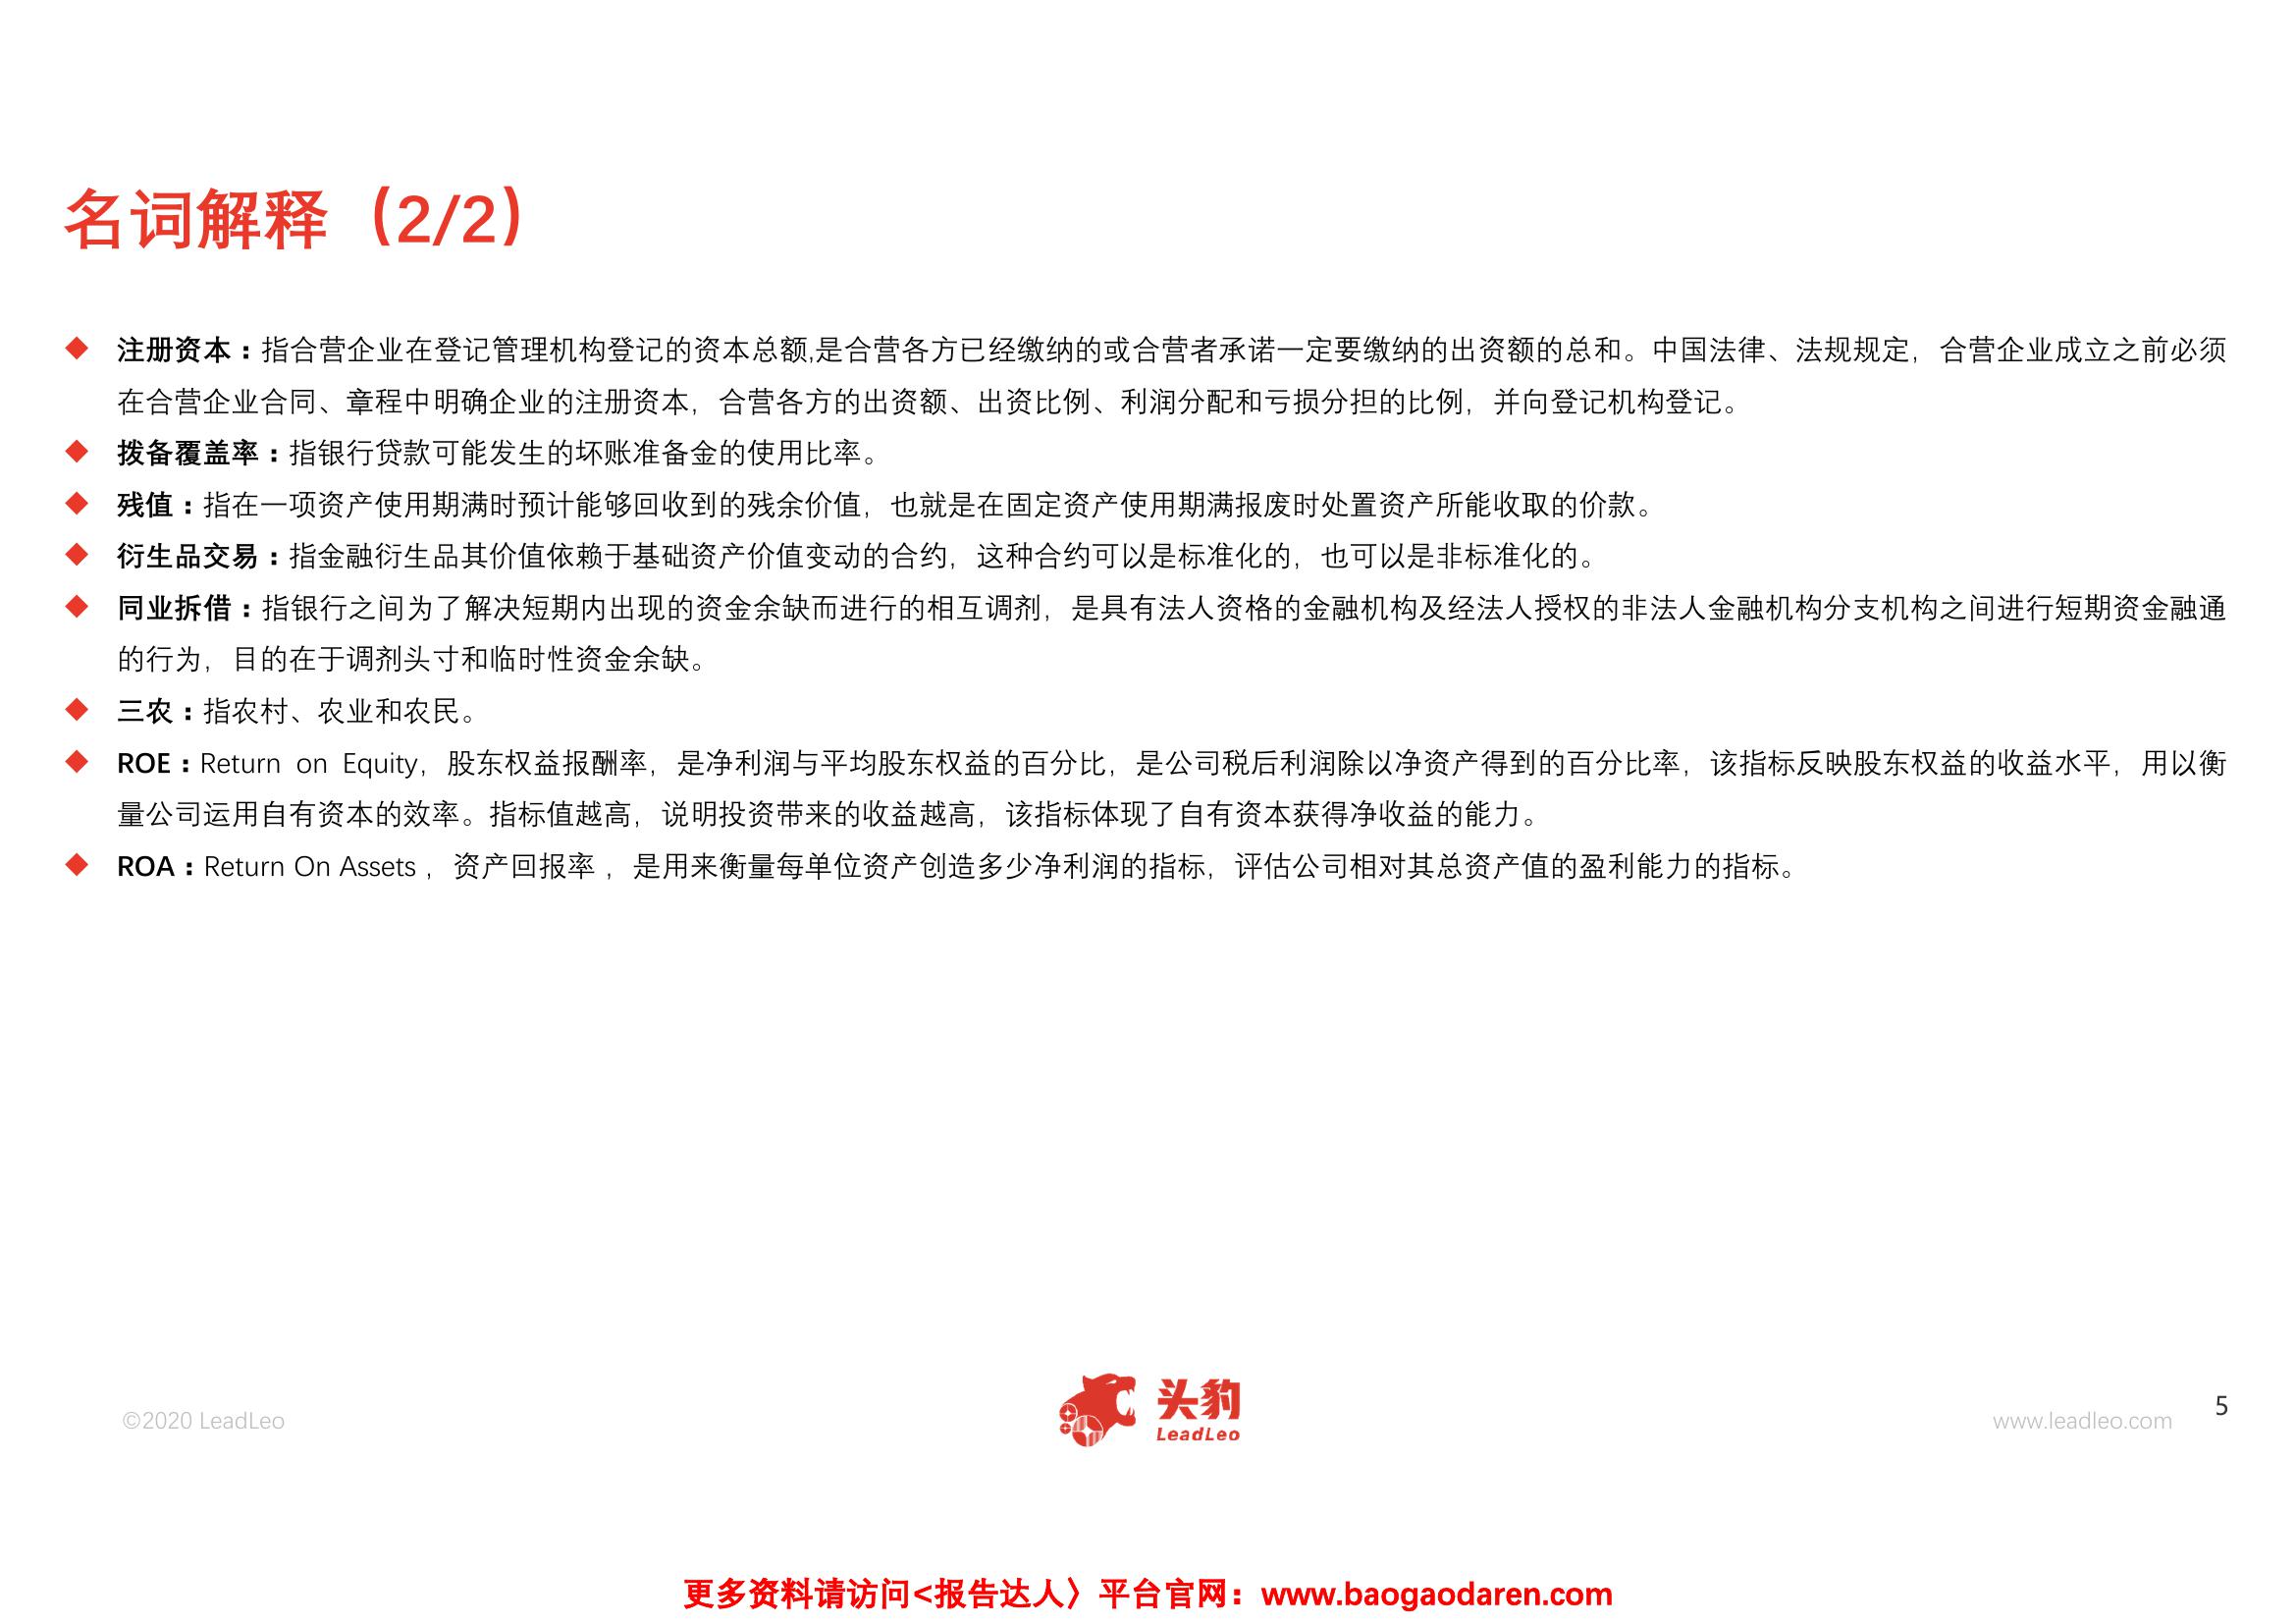 名词解释（2/2）
◆ 注册资本：指合营企业在登记管理机构登记的资本总额,是合营各方已经缴纳的或合营者承诺一定要缴纳的出资额的总和。中国法律、法规规定，合营企业成立之前必须
在合营企业合同、章程中明确企业的注册资本，合营各方的出资额、出资比例、利润分配和亏损分担的比例，并向登记机构登记。
◆ 拨备覆盖率：指银行贷款可能发生的坏账准备金的使用比率。
◆ 残值：指在一项资产使用期满时预计能够回收到的残余价值，也就是在固定资产使用期满报废时处置资产所能收取的价款。
◆ 衍生品交易：指金融衍生品其价值依赖于基础资产价值变动的合约，这种合约可以是标准化的，也可以是非标准化的。
◆ 同业拆借：指银行之间为了解决短期内出现的资金余缺而进行的相互调剂，是具有法人资格的金融机构及经法人授权的非法人金融机构分支机构之间进行短期资金融通
的行为，目的在于调剂头寸和临时性资金余缺。
◆ 三农：指农村、农业和农民。
◆ ROE：Return on Equity，股东权益报酬率，是净利润与平均股东权益的百分比，是公司税后利润除以净资产得到的百分比率，该指标反映股东权益的收益水平，用以衡
量公司运用自有资本的效率。指标值越高，说明投资带来的收益越高，该指标体现了自有资本获得净收益的能力。
◆ ROA：Return On Assets ，资产回报率 ，是用来衡量每单位资产创造多少净利润的指标，评估公司相对其总资产值的盈利能力的指标。
©2020 LeadLeo
头豹
LeadLeo
www.leadleo.com
5
更多资料请访问<报告达人〉平台官网：www.baogaodaren.com